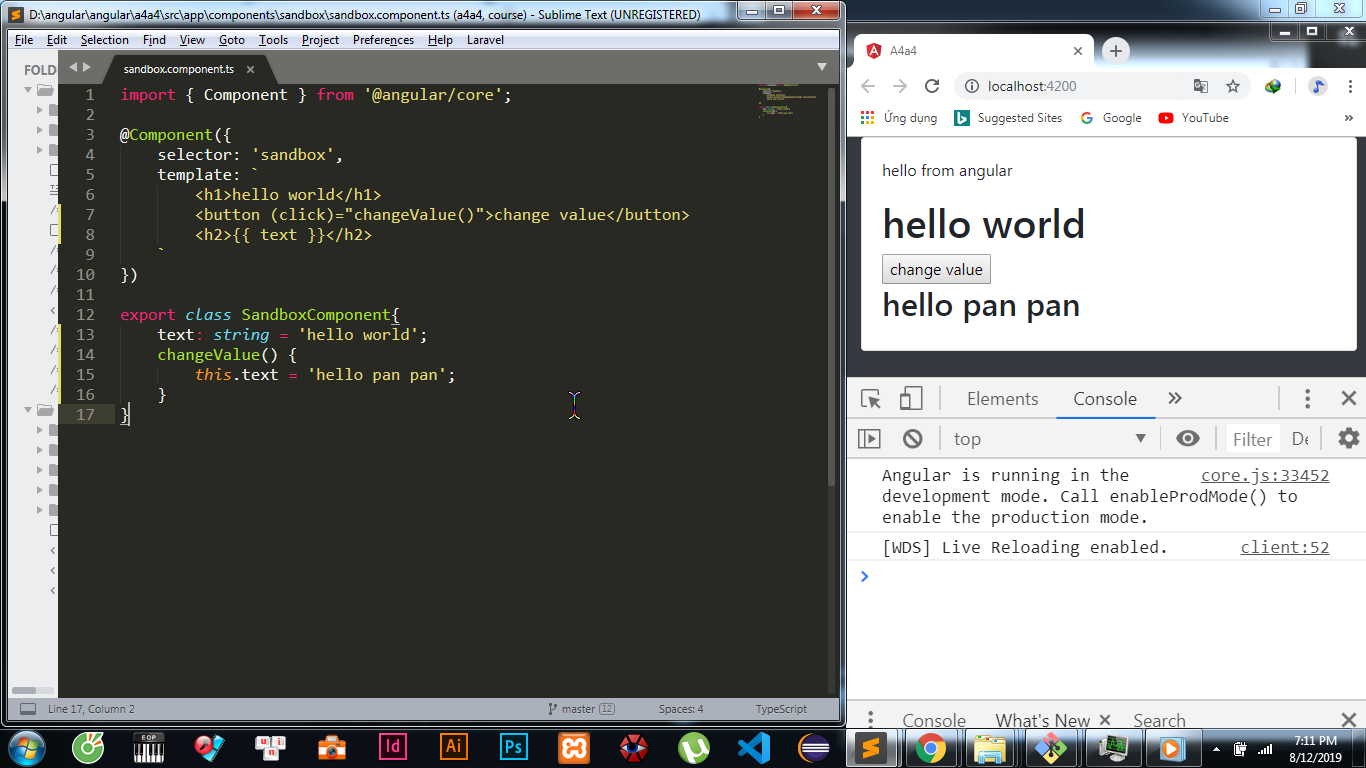 D:\angular\angular\a4a4\src\app\components\sandbox\sandbox.component.ts (a4a4, course) - Sublime Text (UNREGISTERED)
File Edit Selection Find View Goto Tools Project Preferences Help Laravel
FOLD
sandbox.component.ts ×
1 import { Component } from '@angular/core';
2
3 @Component({
4 selector: 'sandbox',
5 template: `
6 <h1>hello world</h1>
7 <button (click)="changeValue()">change value</button>
8 <h2>{{ text }}</h2>
9 `
10 })
11
12 export class SandboxComponent{
13 text: string = 'hello world';
14 changeValue() {
15 this.text = 'hello pan pan';
16 }
17 }
Line 17, Column 2
master 12
Spaces: 4
TypeScript
A4a4
localhost:4200
Ứng dụng Suggested Sites Google YouTube »
hello from angular
hello world
change value
hello pan pan
Elements Console »
top Filter De
Angular is running in the core.js:33452
development mode. Call enableProdMode() to
enable the production mode.
[WDS] Live Reloading enabled. client:52
Console What's New × Search
EOP
u n i
Id
Ai
Ps
7:11 PM
8/12/2019